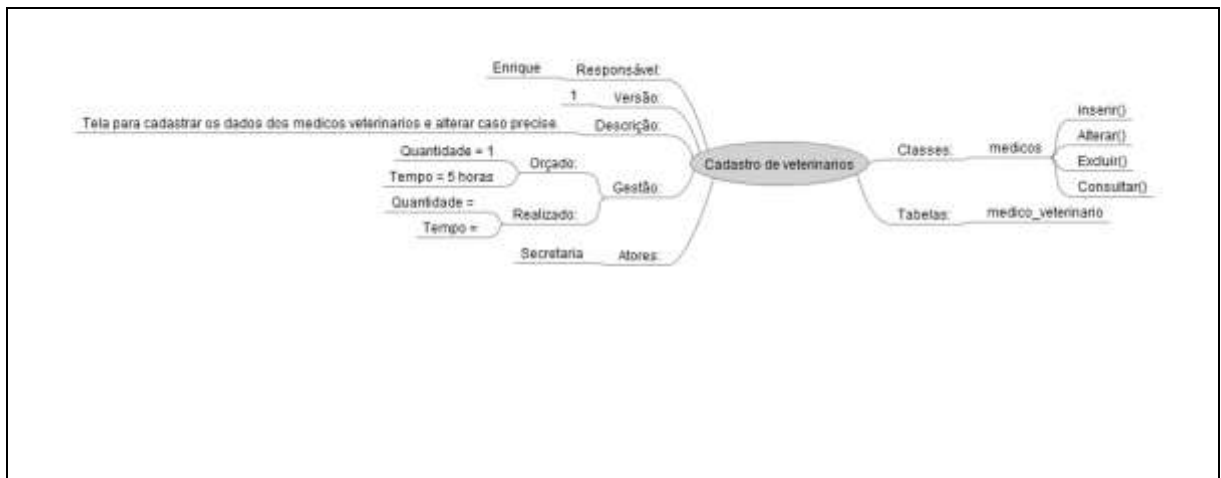 Enrique Responsável:
1 Versão:
Tela para cadastrar os dados dos medicos veterinarios e alterar caso precise Descrição:
Quantidade = 1
Tempo = 5 horas
Orçado:
Quantidade =
Tempo =
Realizado:
Gestão:
Secretaria Atores:
Cadastro de veterinarios
Classes: medicos
inserir()
Alterar()
Excluir()
Consultar()
Tabelas: medico_veterinario